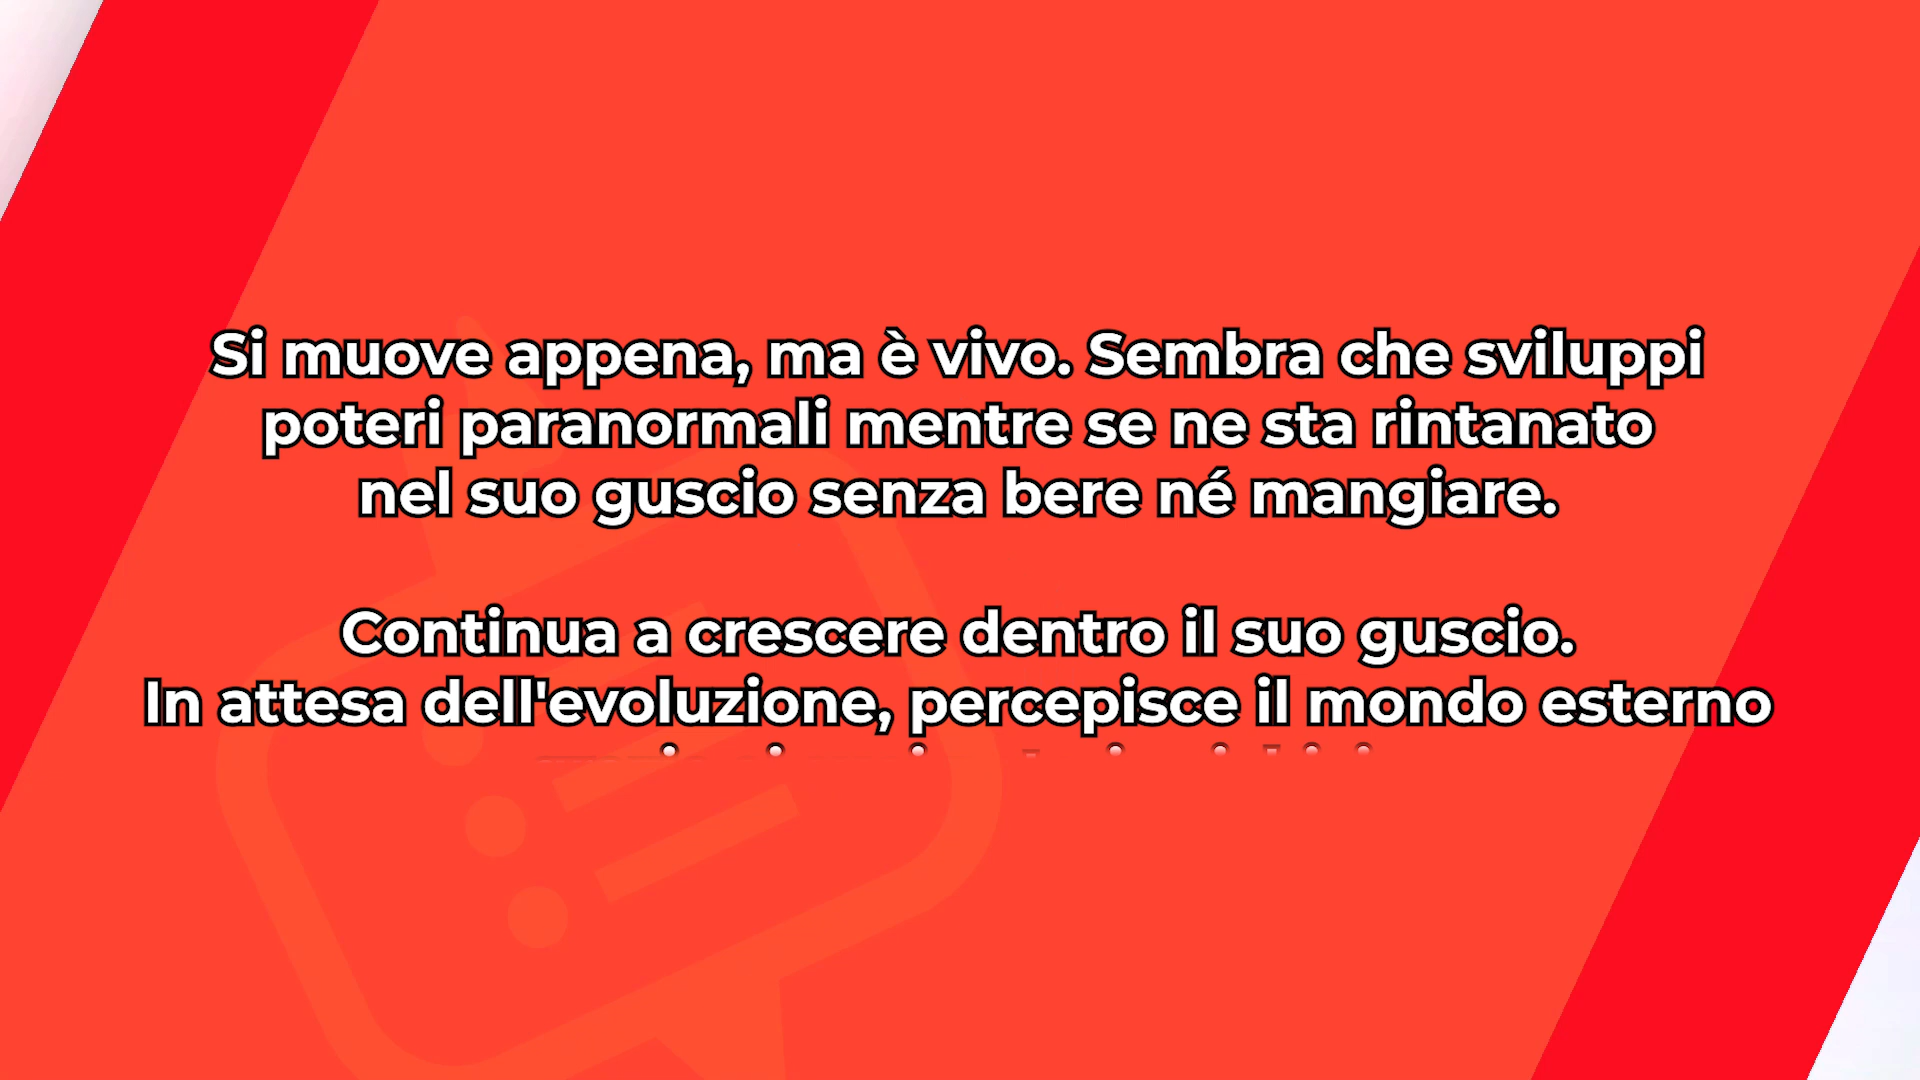 Si muove appena, ma è vivo. Sembra che sviluppi
poteri paranormali mentre se ne sta rintanato
nel suo guscio senza bere né mangiare.
Continua a crescere dentro il suo guscio.
In attesa dell'evoluzione, percepisce il mondo esterno